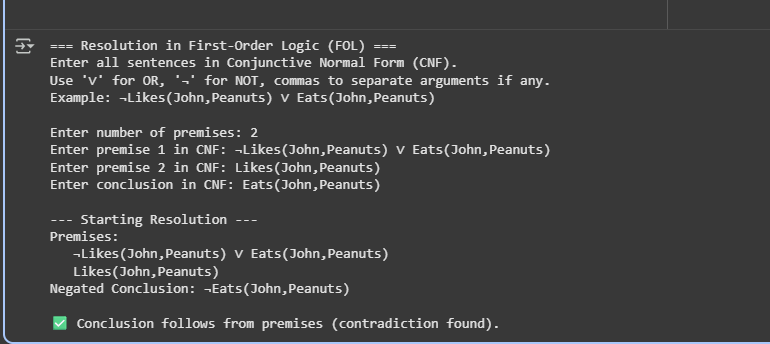 === Resolution in First-Order Logic (FOL) ===
Enter all sentences in Conjunctive Normal Form (CNF).
Use '∨' for OR, '¬' for NOT, commas to separate arguments if any.
Example: ¬Likes(John,Peanuts) ∨ Eats(John,Peanuts)
Enter number of premises: 2
Enter premise 1 in CNF: ¬Likes(John,Peanuts) ∨ Eats(John,Peanuts)
Enter premise 2 in CNF: Likes(John,Peanuts)
Enter conclusion in CNF: Eats(John,Peanuts)
--- Starting Resolution ---
Premises:
¬Likes(John,Peanuts) ∨ Eats(John,Peanuts)
Likes(John,Peanuts)
Negated Conclusion: ¬Eats(John,Peanuts)
✅ Conclusion follows from premises (contradiction found).